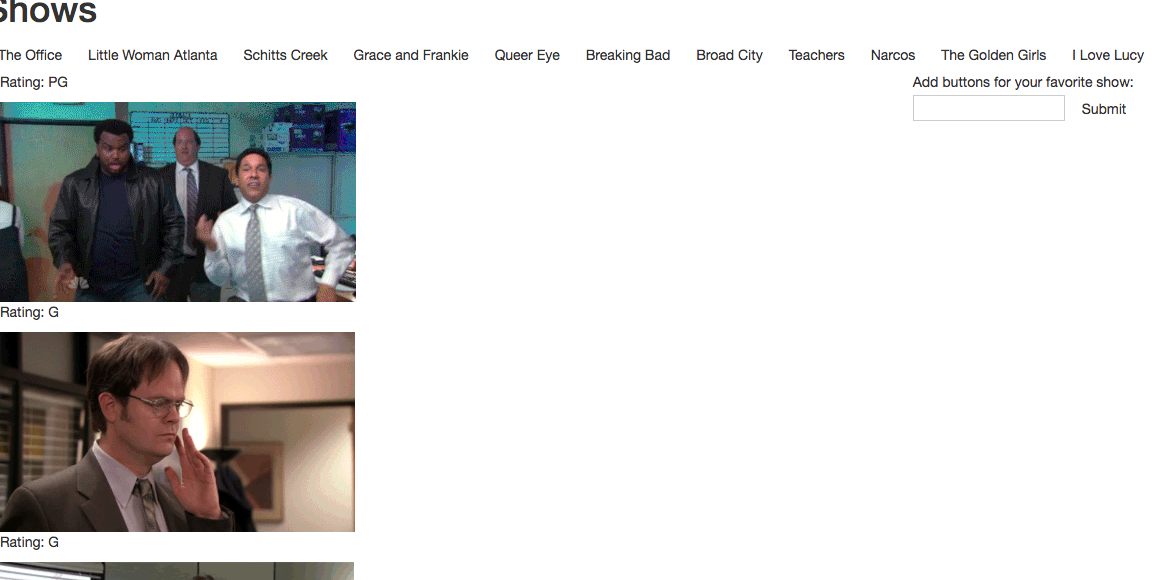 Shows
The Office Little Woman Atlanta Schitts Creek Grace and Frankie Queer Eye Breaking Bad Broad City Teachers Narcos The Golden Girls I Love Lucy
Rating: PG
Add buttons for your favorite show:
Submit
Rating: G
Rating: G